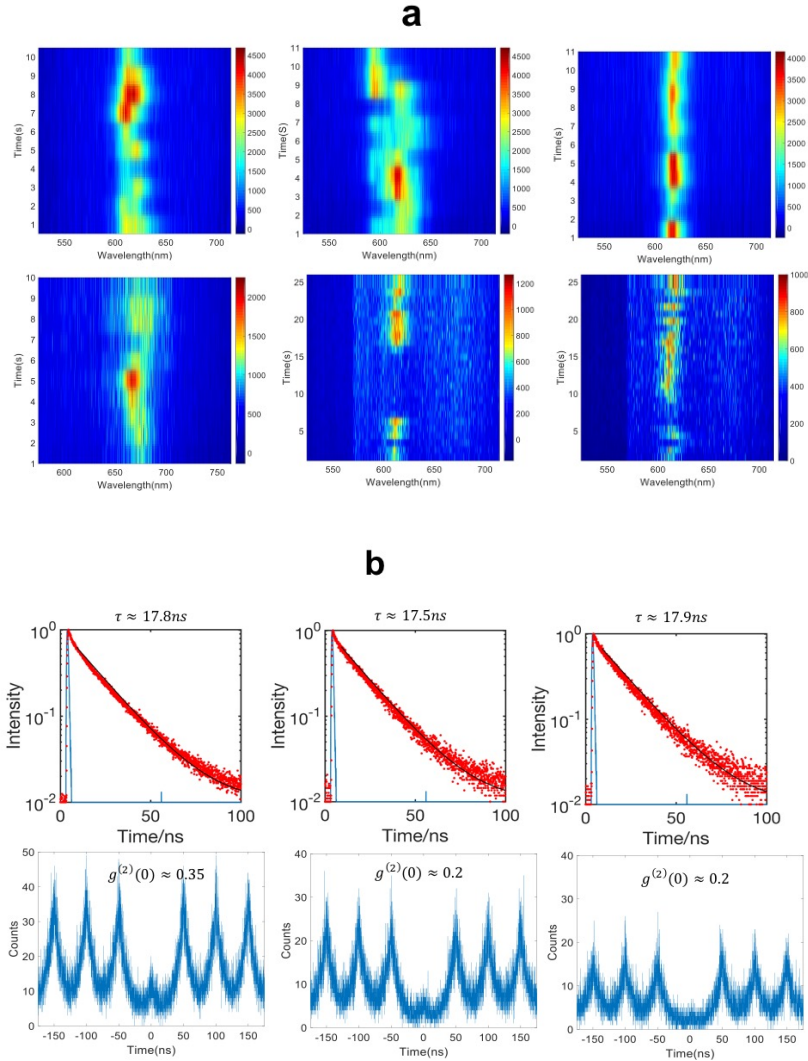 a
10 9 8 7 6 5 4 3 2 1
Time(s)
550 600 650 700
Wavelength(nm)
4500 4000 3500 3000 2500 2000 1500 1000 500 0
11 10 9 8 7 6 5 4 3 2 1
Time(S)
550 600 650 700
Wavelength(nm)
4500 4000 3500 3000 2500 2000 1500 1000 500 0
11 10 9 8 7 6 5 4 3 2 1
Time(s)
550 600 650 700
Wavelength(nm)
4000 3500 3000 2500 2000 1500 1000 500 0
10 9 8 7 6 5 4 3 2 1
Time(s)
600 650 700 750
Wavelength(nm)
2000 1500 1000 500 0
25 20 15 10 5
Time(s)
550 600 650 700
Wavelength(nm)
1200 1000 800 600 400 200 0
25 20 15 10 5
Time(s)
550 600 650 700
Wavelength(nm)
1000 800 600 400 200 0
b
τ ≈ 17.8ns
10⁰ 10⁻¹ 10⁻²
Intensity
0 50 100
Time/ns
τ ≈ 17.5ns
10⁰ 10⁻¹ 10⁻²
Intensity
0 50 100
Time/ns
τ ≈ 17.9ns
10⁰ 10⁻¹ 10⁻²
Intensity
0 50 100
Time/ns
g⁽²⁾(0) ≈ 0.35
50 40 30 20 10 0
Counts
-150 -100 -50 0 50 100 150
Time(ns)
g⁽²⁾(0) ≈ 0.2
40 30 20 10 0
Counts
-150 -100 -50 0 50 100 150
Time(ns)
g⁽²⁾(0) ≈ 0.2
40 30 20 10 0
Counts
-150 -100 -50 0 50 100 150
Time(ns)